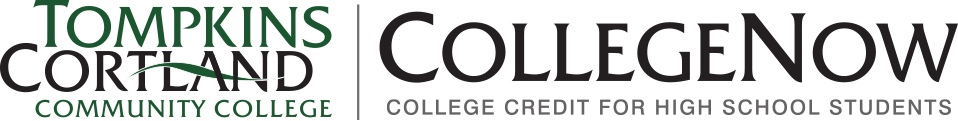 TOMPKINS
CORTLAND
COMMUNITY COLLEGE
COLLEGENOW
COLLEGE CREDIT FOR HIGH SCHOOL STUDENTS